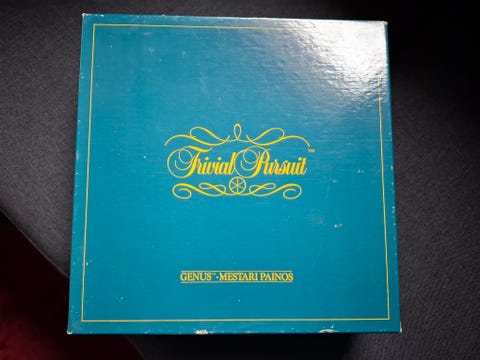 Trivial Pursuit™
GENUS™-MESTARI PAINOS